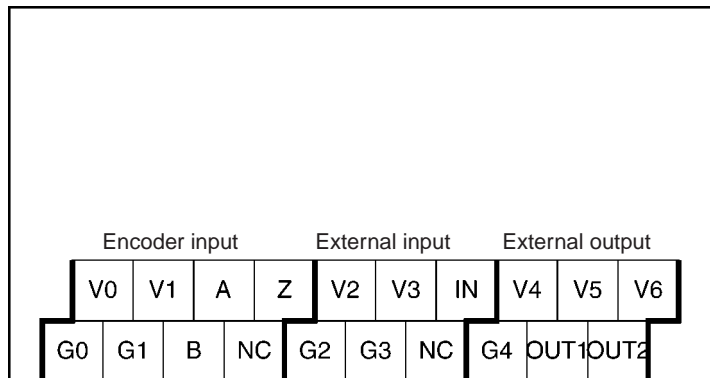 Encoder input External input External output
V0 V1 A Z V2 V3 IN V4 V5 V6
G0 G1 B NC G2 G3 NC G4 OUT1 OUT2